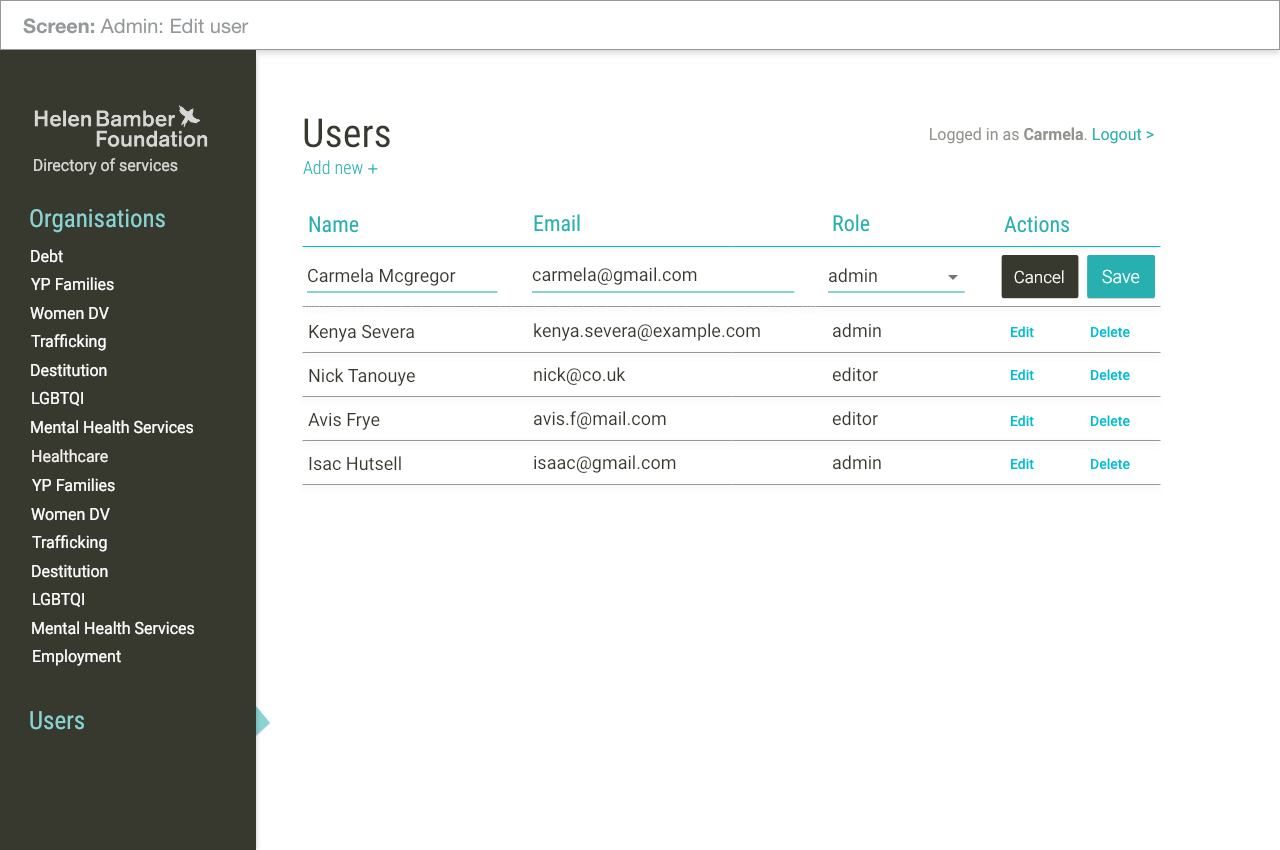 Screen: Admin: Edit user
Helen Bamber
Foundation
Directory of services
Organisations
Debt
YP Families
Women DV
Trafficking
Destitution
LGBTQI
Mental Health Services
Healthcare
YP Families
Women DV
Trafficking
Destitution
LGBTQI
Mental Health Services
Employment
Users
Users
Add new +
Logged in as Carmela. Logout >
Name Email Role Actions
Carmela Mcgregor carmela@gmail.com admin Cancel Save
Kenya Severa kenya.severa@example.com admin Edit Delete
Nick Tanouye nick@co.uk editor Edit Delete
Avis Frye avis.f@mail.com editor Edit Delete
Isac Hutsell isaac@gmail.com admin Edit Delete